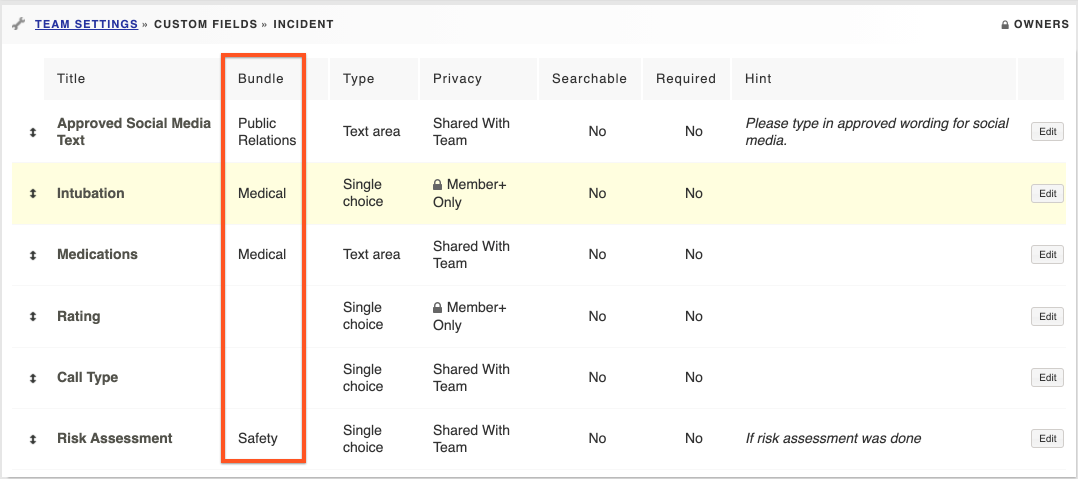 TEAM SETTINGS » CUSTOM FIELDS » INCIDENT OWNERS
Title Bundle Type Privacy Searchable Required Hint
Approved Social Media Text Public Relations Text area Shared With Team No No Please type in approved wording for social media. Edit
Intubation Medical Single choice Member+ Only No No Edit
Medications Medical Text area Shared With Team No No Edit
Rating Single choice Member+ Only No No Edit
Call Type Single choice Shared With Team No No Edit
Risk Assessment Safety Single choice Shared With Team No No If risk assessment was done Edit